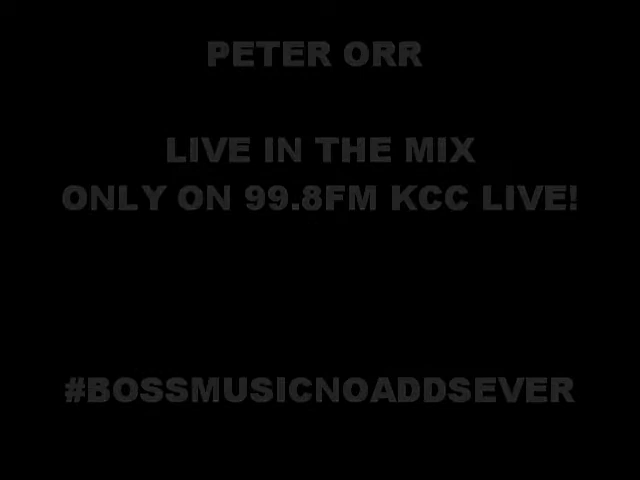 PETER ORR
LIVE IN THE MIX
ONLY ON 99.8FM KCC LIVE!
#BOSSMUSICNOADDSEVER